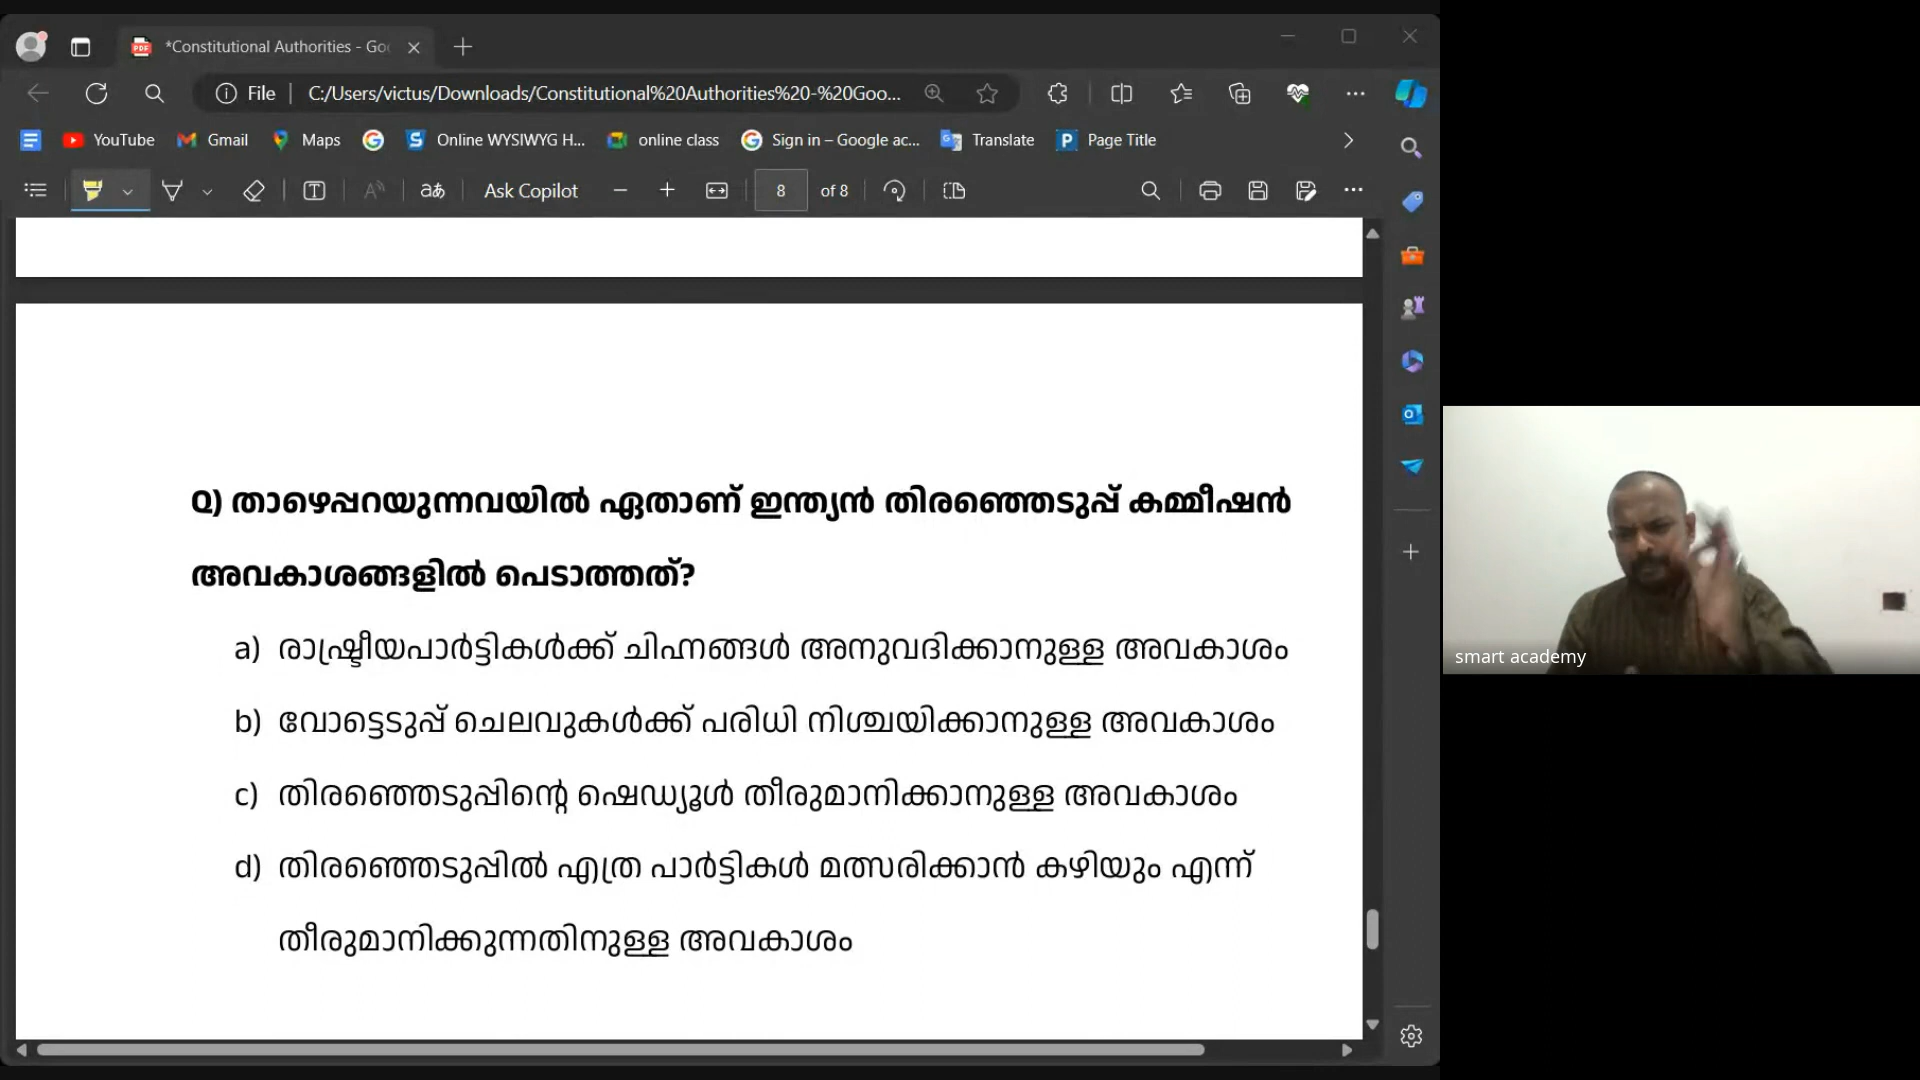 *Constitutional Authorities - Goo
File
C:/Users/victus/Downloads/Constitutional%20Authorities%20-%20Goo...
YouTube
Gmail
Maps
Online WYSIWYG H...
online class
Sign in – Google ac...
Translate
Page Title
Ask Copilot
8
of 8
Q) താഴെപ്പറയുന്നവയിൽ ഏതാണ് ഇന്ത്യൻ തിരഞ്ഞെടുപ്പ് കമ്മീഷൻ
അവകാശങ്ങളിൽ പെടാത്തത്?
a) രാഷ്ട്രീയപാർട്ടികൾക്ക് ചിഹ്നങ്ങൾ അനുവദിക്കാനുള്ള അവകാശം
b) വോട്ടെടുപ്പ് ചെലവുകൾക്ക് പരിധി നിശ്ചയിക്കാനുള്ള അവകാശം
c) തിരഞ്ഞെടുപ്പിന്റെ ഷെഡ്യൂൾ തീരുമാനിക്കാനുള്ള അവകാശം
d) തിരഞ്ഞെടുപ്പിൽ എത്ര പാർട്ടികൾ മത്സരിക്കാൻ കഴിയും എന്ന്
തീരുമാനിക്കുന്നതിനുള്ള അവകാശം
smart academy